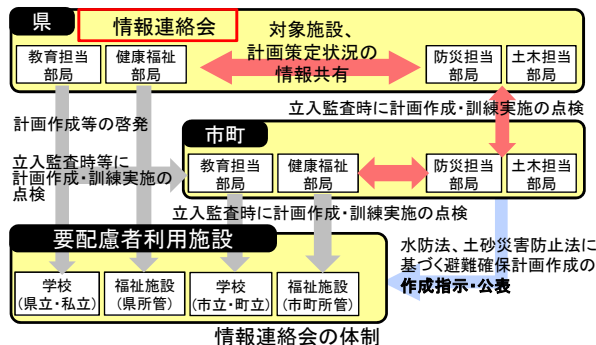 県
情報連絡会
対象施設、
計画策定状況の
情報共有
教育担当
部局
健康福祉
部局
防災担当
部局
土木担当
部局
立入監査時に計画作成・訓練実施の点検
計画作成等の啓発
市町
立入監査時等に
計画作成・訓練実施の
点検
教育担当
部局
健康福祉
部局
防災担当
部局
土木担当
部局
立入監査時に計画作成・訓練実施の点検
要配慮者利用施設
水防法、土砂災害防止法に
基づく避難確保計画作成の
作成指示・公表
学校
(県立・私立)
福祉施設
(県所管)
学校
(市立・町立)
福祉施設
(市町所管)
情報連絡会の体制